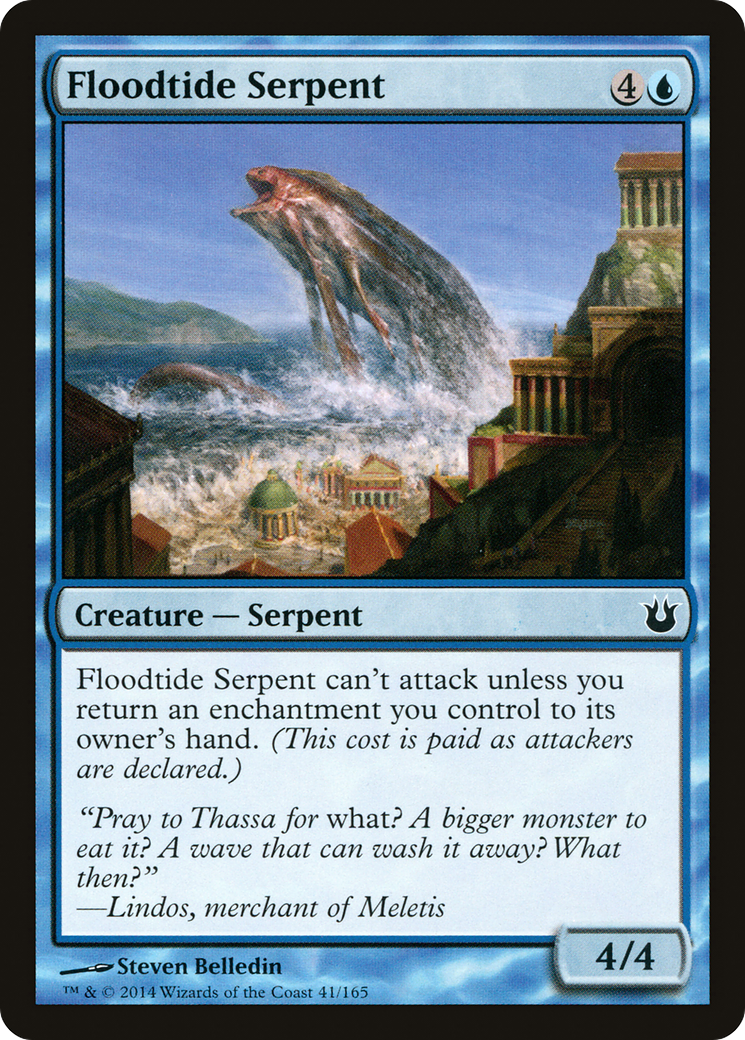 Floodtide Serpent 4
Creature — Serpent
Floodtide Serpent can't attack unless you
return an enchantment you control to its
owner's hand. (This cost is paid as attackers
are declared.)
“Pray to Thassa for what? A bigger monster to
eat it? A wave that can wash it away? What
then?”
—Lindos, merchant of Meletis
4/4
Steven Belledin
™ & © 2014 Wizards of the Coast 41/165